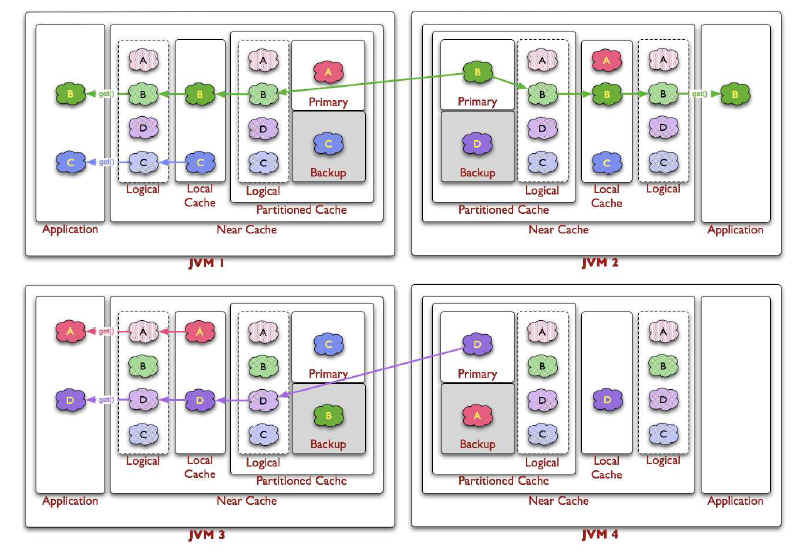 A
A
A
B
get()
B
B
B
Primary
D
D
C
C
get()
C
C
C
Backup
Logical
Local
Cache
Logical
Partitioned Cache
Application
Near Cache
JVM 1
B
A
A
A
Primary
B
B
B
get()
B
D
D
D
Backup
C
C
C
Logical
Local
Cache
Logical
Partitioned Cache
Near Cache
Application
JVM 2
A
get()
A
A
A
C
Primary
B
B
D
get()
D
D
D
B
C
C
Backup
Logical
Local
Cache
Logical
Partitioned Cache
Application
Near Cache
JVM 3
D
A
A
Primary
B
B
A
D
D
D
Backup
C
C
Logical
Local
Cache
Logical
Partitioned Cache
Near Cache
Application
JVM 4